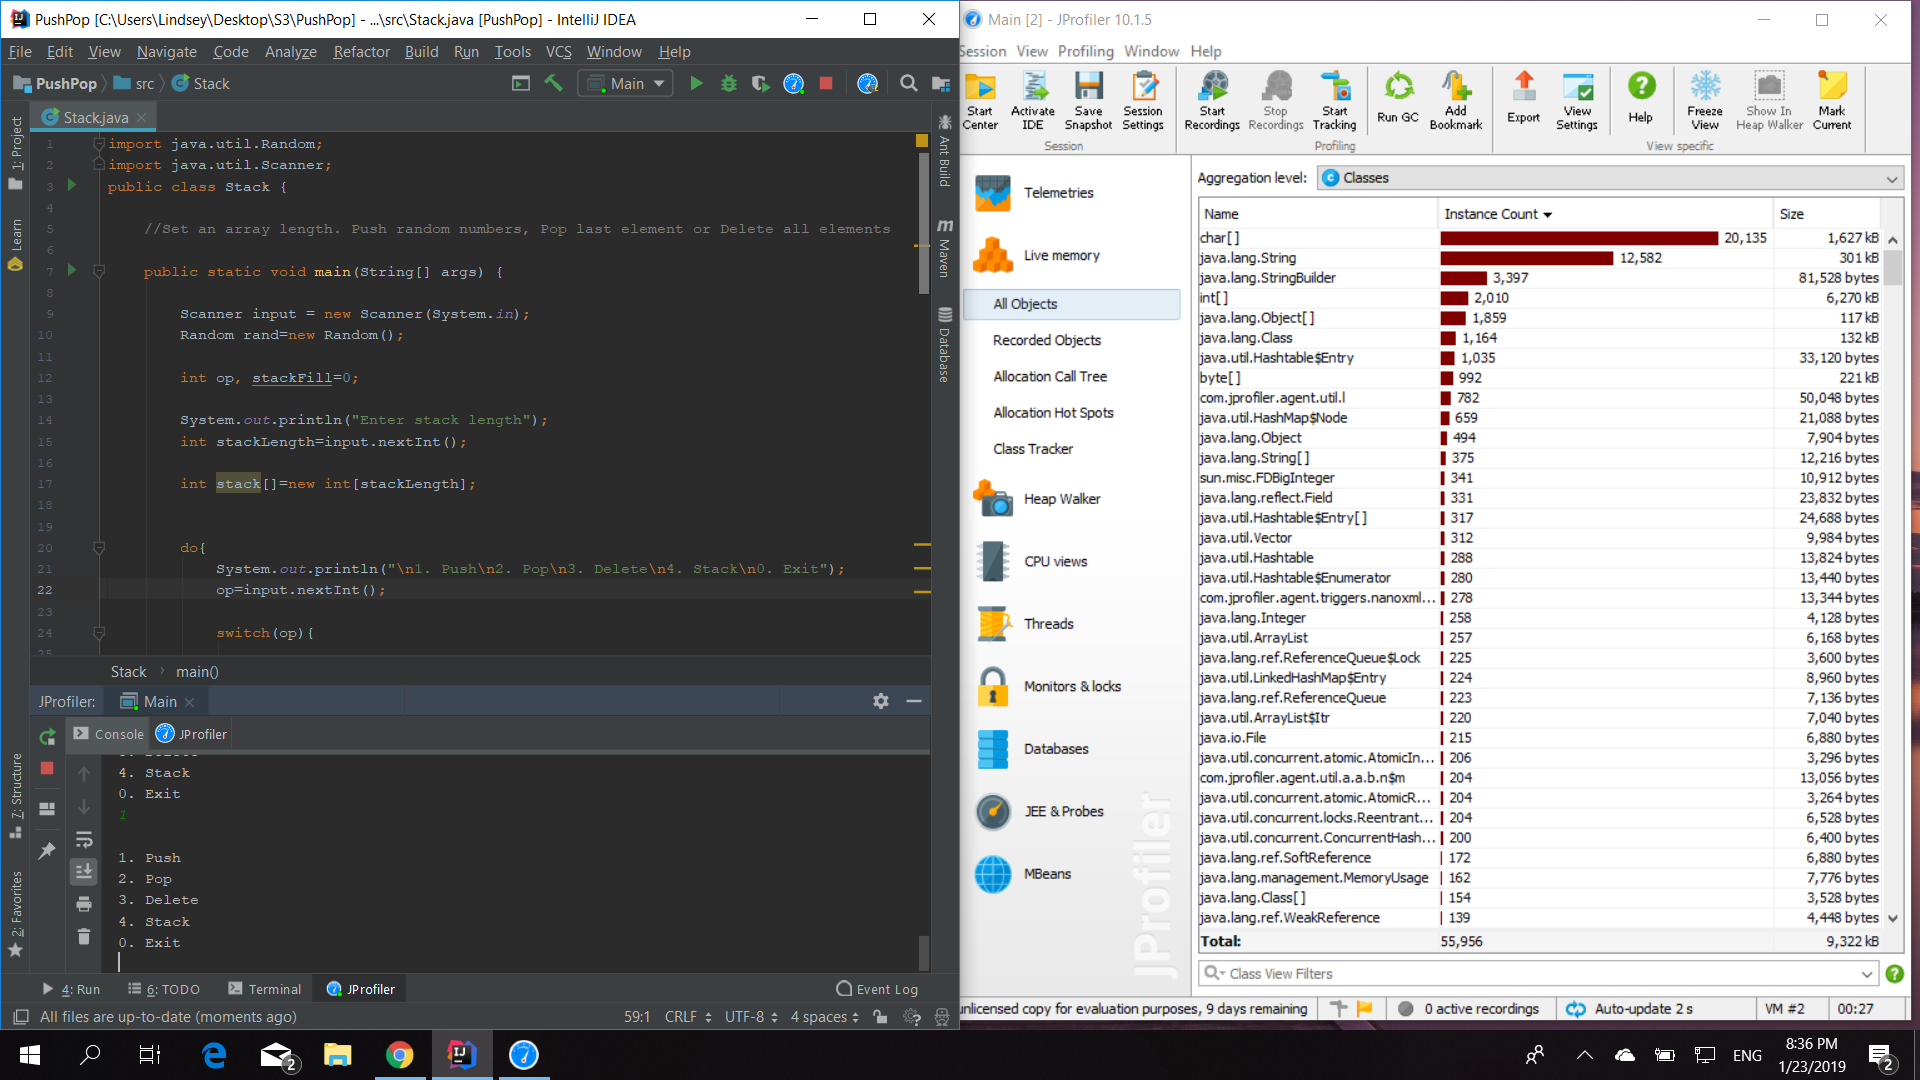 PushPop [C:\Users\Lindsey\Desktop\S3\PushPop] - ...\src\Stack.java [PushPop] - IntelliJ IDEA
File Edit View Navigate Code Analyze Refactor Build Run Tools VCS Window Help
PushPop src Stack Main
Stack.java
1: Project
Learn
7: Structure
2: Favorites
1 import java.util.Random;
2 import java.util.Scanner;
3 public class Stack {
4
5 //Set an array length. Push random numbers, Pop last element or Delete all elements
6
7 public static void main(String[] args) {
8
9 Scanner input = new Scanner(System.in);
10 Random rand=new Random();
11
12 int op, stackFill=0;
13
14 System.out.println("Enter stack length");
15 int stackLength=input.nextInt();
16
17 int stack[]=new int[stackLength];
18
19
20 do{
21 System.out.println("\n1. Push\n2. Pop\n3. Delete\n4. Stack\n0. Exit");
22 op=input.nextInt();
23
24 switch(op){
25
Ant Build
Maven
Database
Stack main()
JProfiler: Main
Console JProfiler
4. Stack
0. Exit
1
1. Push
2. Pop
3. Delete
4. Stack
0. Exit
4: Run 6: TODO Terminal JProfiler Event Log
All files are up-to-date (moments ago) 59:1 CRLF UTF-8 4 spaces
Main [2] - JProfiler 10.1.5
Session View Profiling Window Help
Start Center
Activate IDE
Save Snapshot
Session Settings
Start Recordings
Stop Recordings
Start Tracking
Run GC
Add Bookmark
Export
View Settings
Help
Freeze View
Show In Heap Walker
Mark Current
Session Profiling View specific
Telemetries
Live memory
All Objects
Recorded Objects
Allocation Call Tree
Allocation Hot Spots
Class Tracker
Heap Walker
CPU views
Threads
Monitors & locks
Databases
JEE & Probes
MBeans
JProfiler
Aggregation level: Classes
Name Instance Count Size
char[] 20,135 1,627 kB
java.lang.String 12,582 301 kB
java.lang.StringBuilder 3,397 81,528 bytes
int[] 2,010 6,270 kB
java.lang.Object[] 1,859 117 kB
java.lang.Class 1,164 132 kB
java.util.Hashtable$Entry 1,035 33,120 bytes
byte[] 992 221 kB
com.jprofiler.agent.util.l 782 50,048 bytes
java.util.HashMap$Node 659 21,088 bytes
java.lang.Object 494 7,904 bytes
java.lang.String[] 375 12,216 bytes
sun.misc.FDBigInteger 341 10,912 bytes
java.lang.reflect.Field 331 23,832 bytes
java.util.Hashtable$Entry[] 317 24,688 bytes
java.util.Vector 312 9,984 bytes
java.util.Hashtable 288 13,824 bytes
java.util.Hashtable$Enumerator 280 13,440 bytes
com.jprofiler.agent.triggers.nanoxml... 278 13,344 bytes
java.lang.Integer 258 4,128 bytes
java.util.ArrayList 257 6,168 bytes
java.lang.ref.ReferenceQueue$Lock 225 3,600 bytes
java.util.LinkedHashMap$Entry 224 8,960 bytes
java.lang.ref.ReferenceQueue 223 7,136 bytes
java.util.ArrayList$Itr 220 7,040 bytes
java.io.File 215 6,880 bytes
java.util.concurrent.atomic.AtomicIn... 206 3,296 bytes
com.jprofiler.agent.util.a.a.b.n$m 204 13,056 bytes
java.util.concurrent.atomic.AtomicR... 204 3,264 bytes
java.util.concurrent.locks.Reentrant... 204 6,528 bytes
java.util.concurrent.ConcurrentHash... 200 6,400 bytes
java.lang.ref.SoftReference 172 6,880 bytes
java.lang.management.MemoryUsage 162 7,776 bytes
java.lang.Class[] 154 3,528 bytes
java.lang.ref.WeakReference 139 4,448 bytes
Total: 55,956 9,322 kB
Class View Filters
unlicensed copy for evaluation purposes, 9 days remaining 0 active recordings Auto-update 2 s VM #2 00:27
2
ENG
8:36 PM
1/23/2019
2